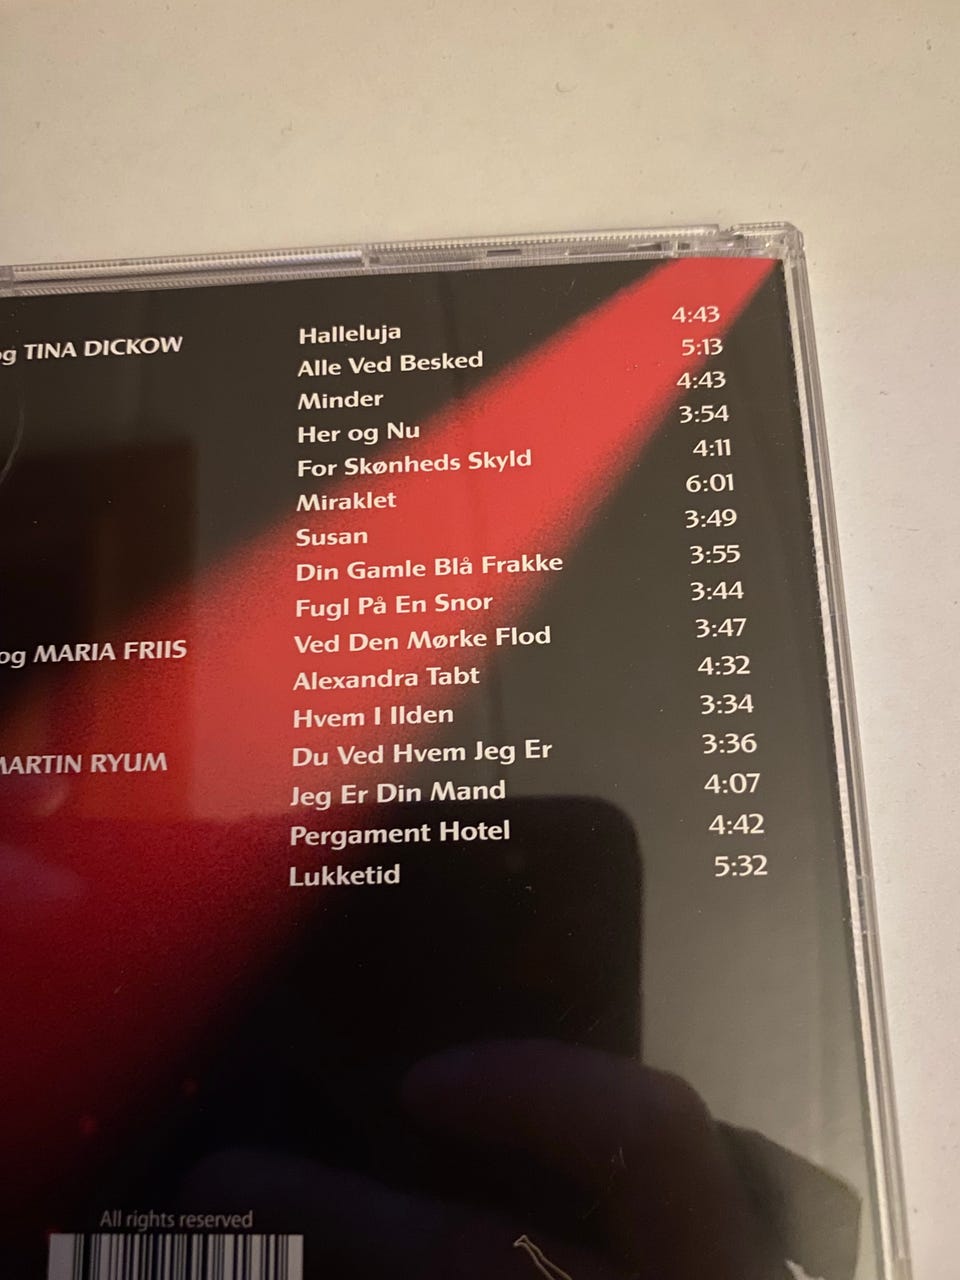 og TINA DICKOW Halleluja 4:43
Alle Ved Besked 5:13
Minder 4:43
Her og Nu 3:54
For Skønheds Skyld 4:11
Miraklet 6:01
Susan 3:49
Din Gamle Blå Frakke 3:55
Fugl På En Snor 3:44
og MARIA FRIIS Ved Den Mørke Flod 3:47
Alexandra Tabt 4:32
Hvem I Ilden 3:34
MARTIN RYUM Du Ved Hvem Jeg Er 3:36
Jeg Er Din Mand 4:07
Pergament Hotel 4:42
Lukketid 5:32
All rights reserved